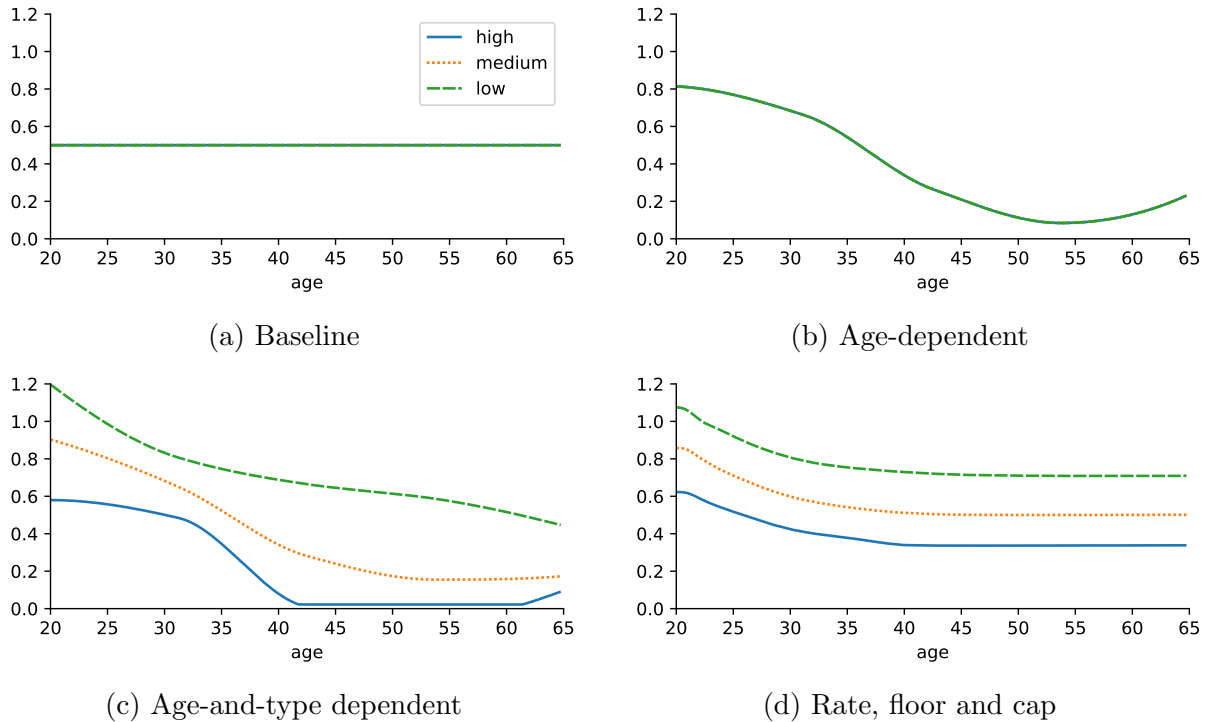 1.2
1.0
0.8
0.6
0.4
0.2
0.0
high
medium
low
20 25 30 35 40 45 50 55 60 65
age
(a) Baseline
1.2
1.0
0.8
0.6
0.4
0.2
0.0
20 25 30 35 40 45 50 55 60 65
age
(b) Age-dependent
1.2
1.0
0.8
0.6
0.4
0.2
0.0
20 25 30 35 40 45 50 55 60 65
age
(c) Age-and-type dependent
1.2
1.0
0.8
0.6
0.4
0.2
0.0
20 25 30 35 40 45 50 55 60 65
age
(d) Rate, floor and cap